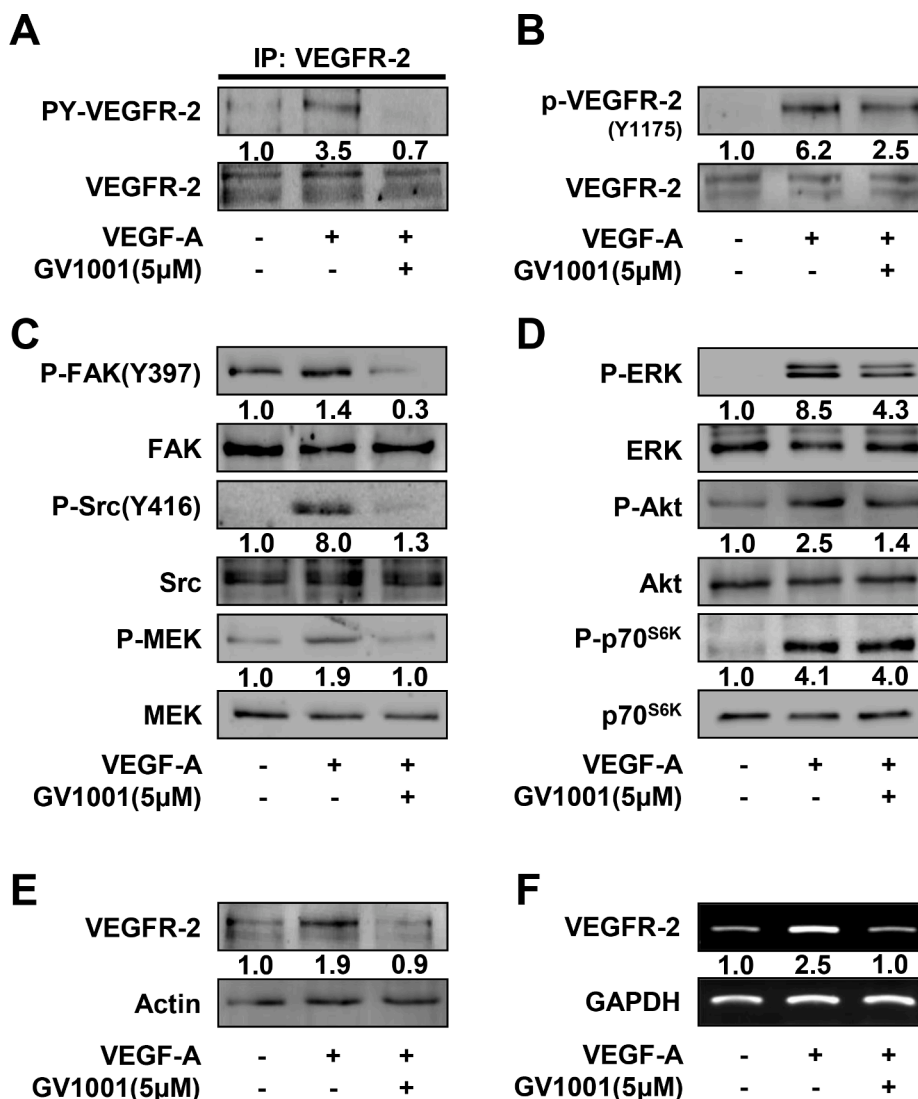 A
IP: VEGFR-2
PY-VEGFR-2
1.0 3.5 0.7
VEGFR-2
VEGF-A - + +
GV1001(5µM) - - +
B
p-VEGFR-2
(Y1175)
1.0 6.2 2.5
VEGFR-2
VEGF-A - + +
GV1001(5µM) - - +
C
P-FAK(Y397)
1.0 1.4 0.3
FAK
P-Src(Y416)
1.0 8.0 1.3
Src
P-MEK
1.0 1.9 1.0
MEK
VEGF-A - + +
GV1001(5µM) - - +
D
P-ERK
1.0 8.5 4.3
ERK
P-Akt
1.0 2.5 1.4
Akt
P-p70S6K
1.0 4.1 4.0
p70S6K
VEGF-A - + +
GV1001(5µM) - - +
E
VEGFR-2
1.0 1.9 0.9
Actin
VEGF-A - + +
GV1001(5µM) - - +
F
VEGFR-2
1.0 2.5 1.0
GAPDH
VEGF-A - + +
GV1001(5µM) - - +